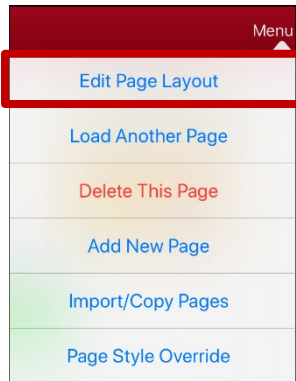 Menu
Edit Page Layout
Load Another Page
Delete This Page
Add New Page
Import/Copy Pages
Page Style Override